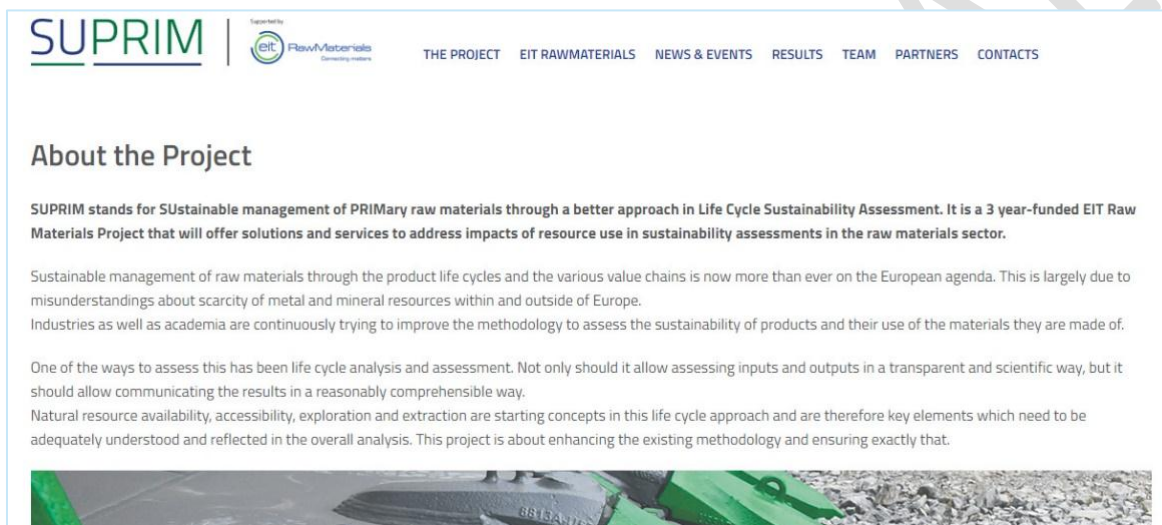 SUPRIM
Supported by
eit RawMaterials
Connecting matters
THE PROJECT EIT RAWMATERIALS NEWS & EVENTS RESULTS TEAM PARTNERS CONTACTS
About the Project
SUPRIM stands for SUstainable management of PRIMary raw materials through a better approach in Life Cycle Sustainability Assessment. It is a 3 year-funded EIT Raw
Materials Project that will offer solutions and services to address impacts of resource use in sustainability assessments in the raw materials sector.
Sustainable management of raw materials through the product life cycles and the various value chains is now more than ever on the European agenda. This is largely due to
misunderstandings about scarcity of metal and mineral resources within and outside of Europe.
Industries as well as academia are continuously trying to improve the methodology to assess the sustainability of products and their use of the materials they are made of.
One of the ways to assess this has been life cycle analysis and assessment. Not only should it allow assessing inputs and outputs in a transparent and scientific way, but it
should allow communicating the results in a reasonably comprehensible way.
Natural resource availability, accessibility, exploration and extraction are starting concepts in this life cycle approach and are therefore key elements which need to be
adequately understood and reflected in the overall analysis. This project is about enhancing the existing methodology and ensuring exactly that.